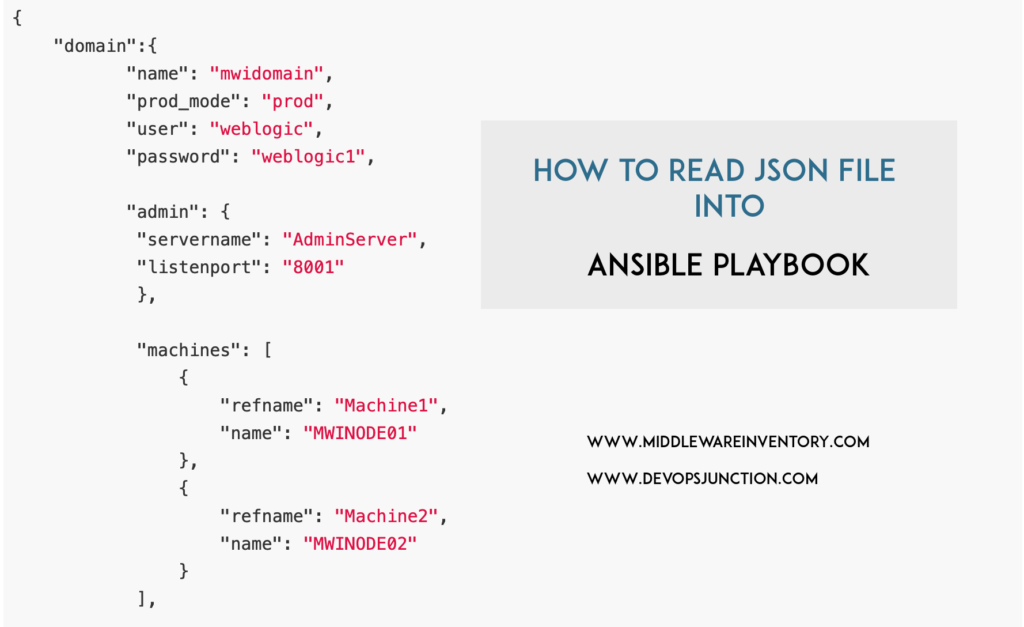 {
"domain":{
"name": "mwidomain",
"prod_mode": "prod",
"user": "weblogic",
"password": "weblogic1",
"admin": {
"servername": "AdminServer",
"listenport": "8001"
},
"machines": [
{
"refname": "Machine1",
"name": "MWINODE01"
},
{
"refname": "Machine2",
"name": "MWINODE02"
}
],
HOW TO READ JSON FILE
INTO
ANSIBLE PLAYBOOK
WWW.MIDDLEWAREINVENTORY.COM
WWW.DEVOPSJUNCTION.COM